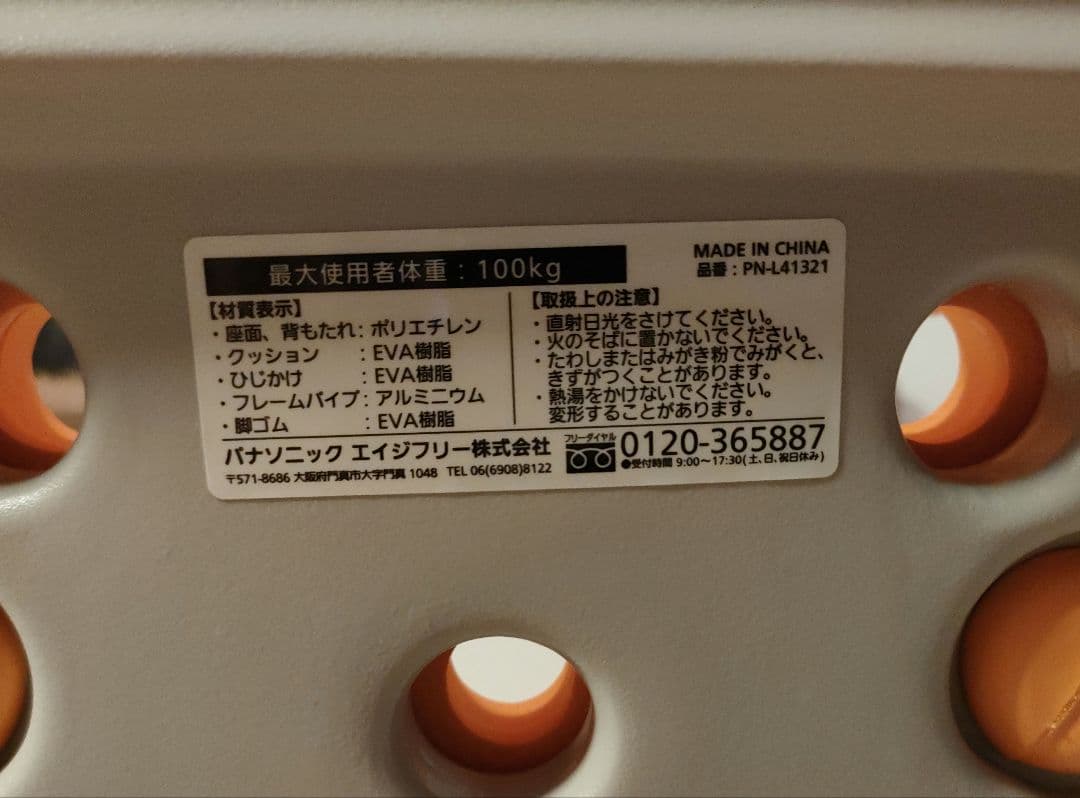 最大使用者体重：100kg
MADE IN CHINA
品番：PN-L41321
【材質表示】
・座面、背もたれ：ポリエチレン
・クッション　：EVA樹脂
・ひじかけ　：EVA樹脂
・フレームパイプ：アルミニウム
・脚ゴム　：EVA樹脂
【取扱上の注意】
・直射日光をさけてください。
・火のそばに置かないでください。
・たわしまたはみがき粉でみがくと、
きずがつくことがあります。
・熱湯をかけないでください。
変形することがあります。
パナソニック エイジフリー株式会社
〒571-8686 大阪府門真市大字門真 1048 TEL 06(6908)8122
フリーダイヤル
0120-365887
●受付時間 9:00〜17:30(土、日、祝日休み)